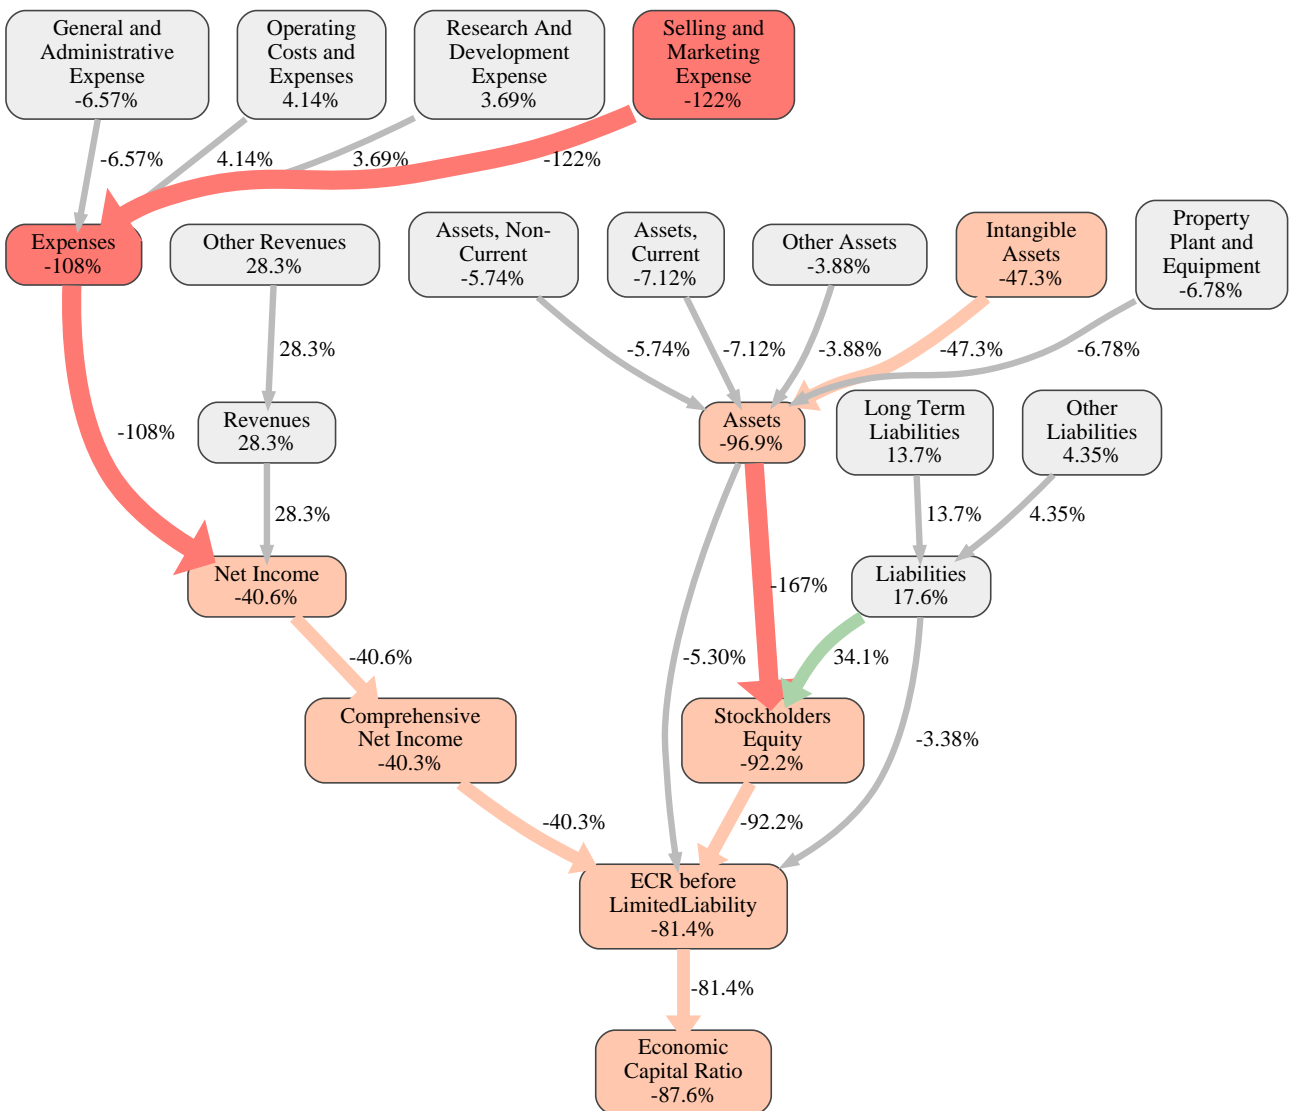 General and
Administrative
Expense
-6.57%
Operating
Costs and
Expenses
4.14%
Research And
Development
Expense
3.69%
Selling and
Marketing
Expense
-122%
-6.57%
4.14%
3.69%
-122%
Expenses
-108%
Other Revenues
28.3%
Assets, Non-
Current
-5.74%
Assets,
Current
-7.12%
Other Assets
-3.88%
Intangible
Assets
-47.3%
Property
Plant and
Equipment
-6.78%
28.3%
-5.74%
-7.12%
-3.88%
-47.3%
-6.78%
-108%
Revenues
28.3%
Assets
-96.9%
Long Term
Liabilities
13.7%
Other
Liabilities
4.35%
28.3%
13.7%
4.35%
Net Income
-40.6%
-167%
Liabilities
17.6%
-40.6%
-5.30%
34.1%
Comprehensive
Net Income
-40.3%
Stockholders
Equity
-92.2%
-3.38%
-40.3%
-92.2%
ECR before
LimitedLiability
-81.4%
-81.4%
Economic
Capital Ratio
-87.6%